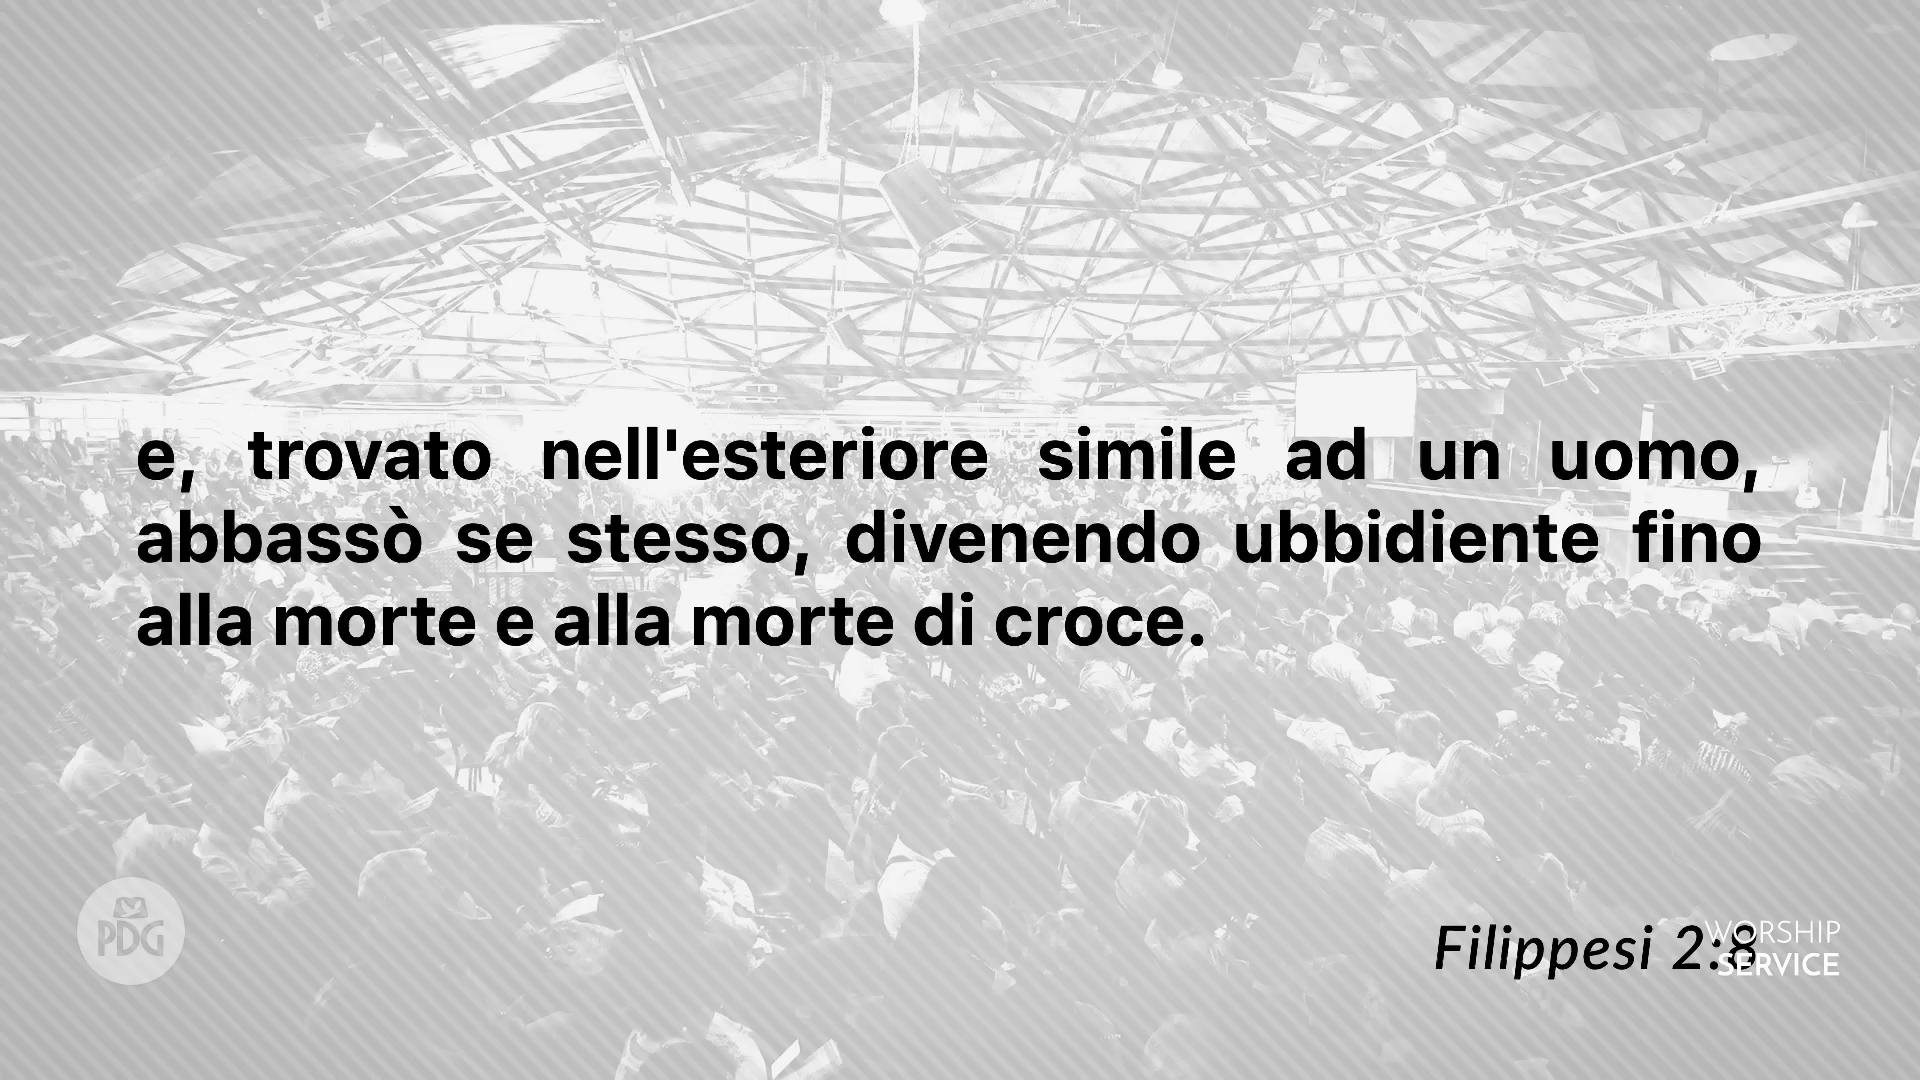 e, trovato nell'esteriore simile ad un uomo,
abbassò se stesso, divenendo ubbidiente fino
alla morte e alla morte di croce.
PDG
Filippesi 2:8
WORSHIP
SERVICE